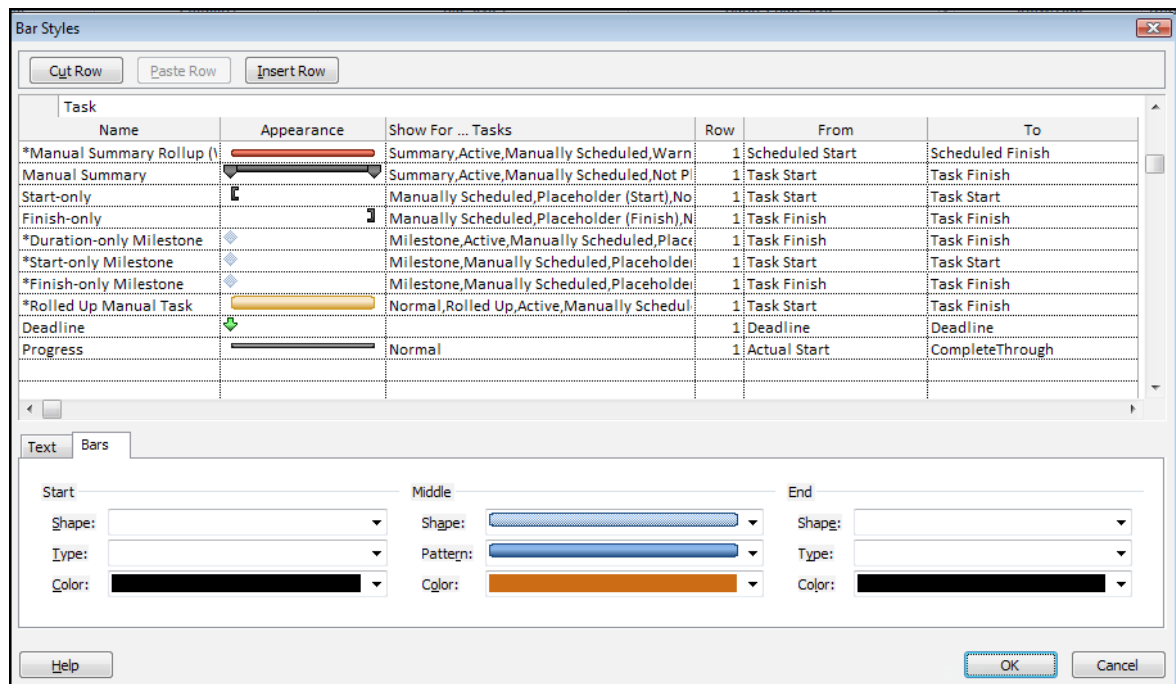 Bar Styles
Cut Row Paste Row Insert Row
Task
Name Appearance Show For ... Tasks Row From To
*Manual Summary Rollup (\ Summary,Active,Manually Scheduled,Warn 1 Scheduled Start Scheduled Finish
Manual Summary Summary,Active,Manually Scheduled,Not Pl 1 Task Start Task Finish
Start-only Manually Scheduled,Placeholder (Start),No 1 Task Start Task Start
Finish-only Manually Scheduled,Placeholder (Finish),N 1 Task Finish Task Finish
*Duration-only Milestone Milestone,Active,Manually Scheduled,Place 1 Task Finish Task Finish
*Start-only Milestone Milestone,Manually Scheduled,Placeholder 1 Task Start Task Start
*Finish-only Milestone Milestone,Manually Scheduled,Placeholder 1 Task Finish Task Finish
*Rolled Up Manual Task Normal,Rolled Up,Active,Manually Schedul 1 Task Start Task Finish
Deadline 1 Deadline Deadline
Progress Normal 1 Actual Start CompleteThrough
Text Bars
Start Middle End
Shape: Shape: Shape:
Type: Pattern: Type:
Color: Color: Color:
Help OK Cancel